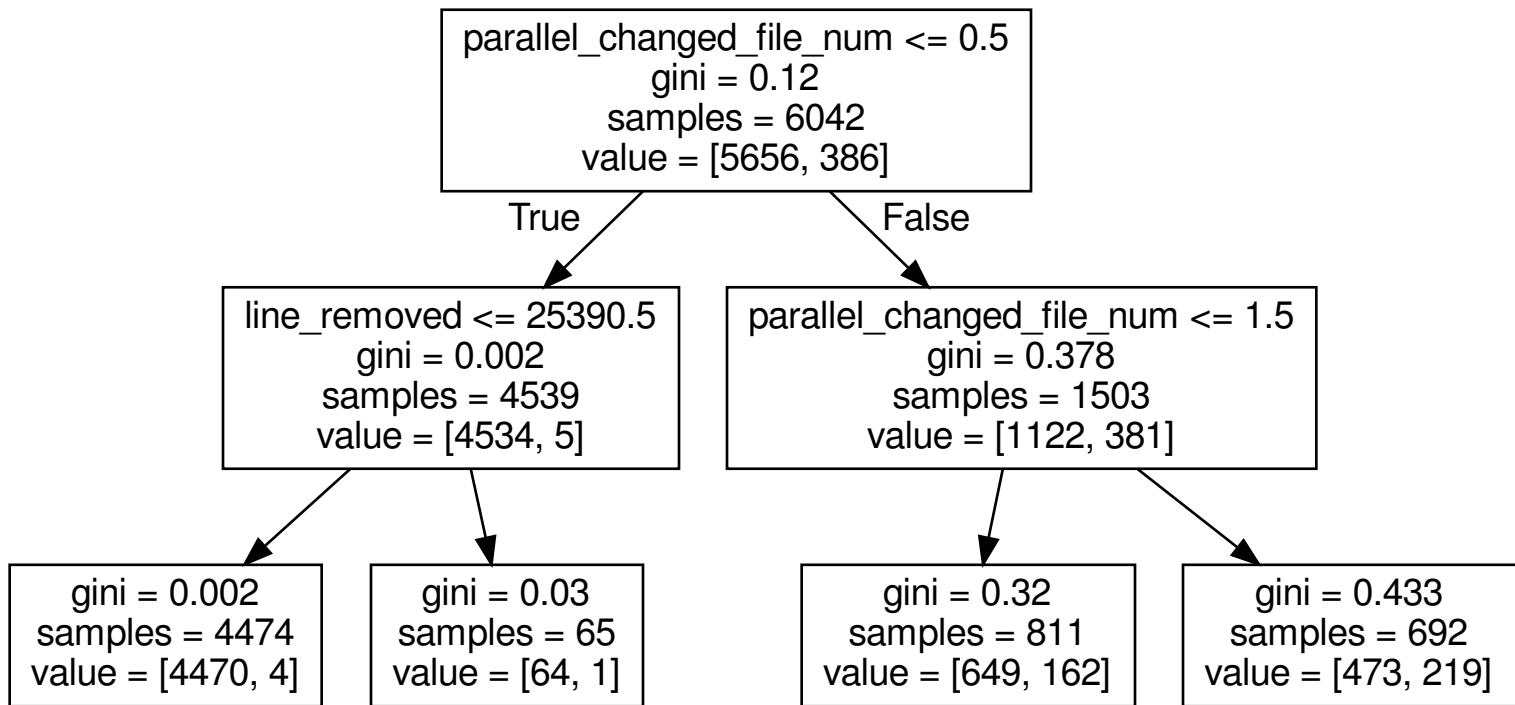 parallel_changed_file_num <= 0.5
gini = 0.12
samples = 6042
value = [5656, 386]
True
False
line_removed <= 25390.5
gini = 0.002
samples = 4539
value = [4534, 5]
parallel_changed_file_num <= 1.5
gini = 0.378
samples = 1503
value = [1122, 381]
gini = 0.002
samples = 4474
value = [4470, 4]
gini = 0.03
samples = 65
value = [64, 1]
gini = 0.32
samples = 811
value = [649, 162]
gini = 0.433
samples = 692
value = [473, 219]